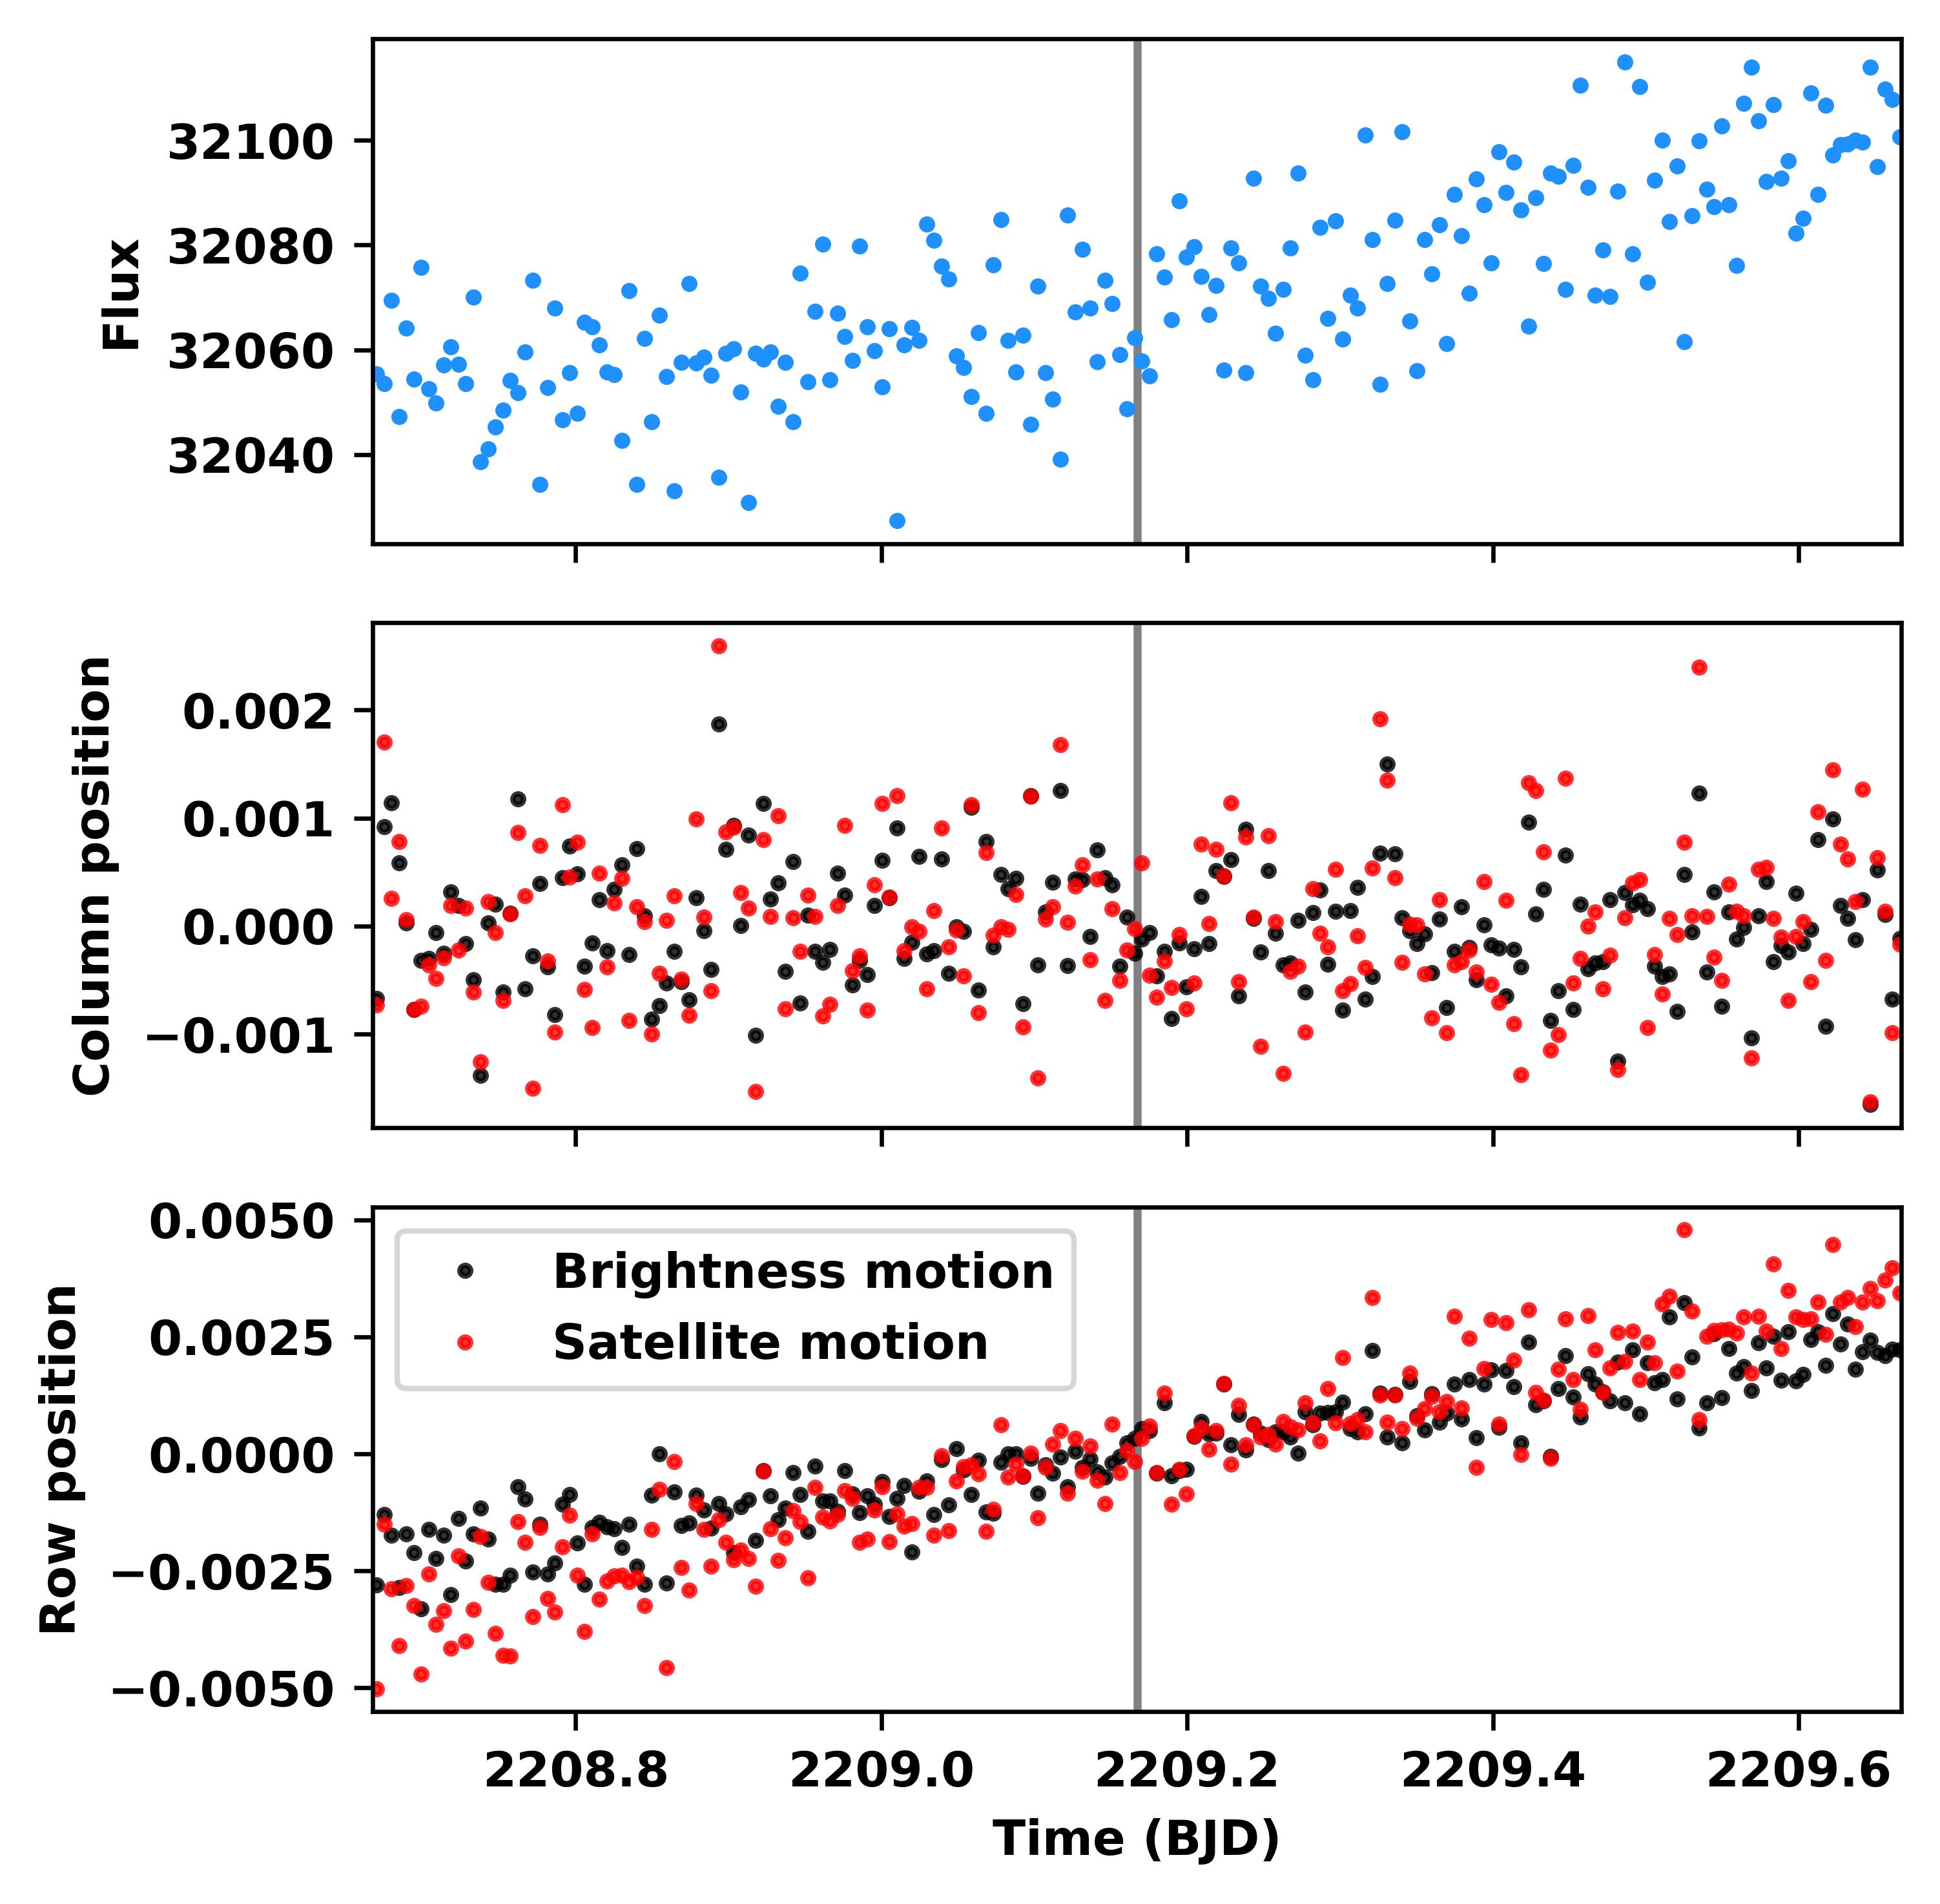 32100
32080
32060
32040
Flux
0.002
0.001
0.000
−0.001
Column position
0.0050
0.0025
0.0000
−0.0025
−0.0050
Row position
Brightness motion
Satellite motion
2208.8 2209.0 2209.2 2209.4 2209.6
Time (BJD)